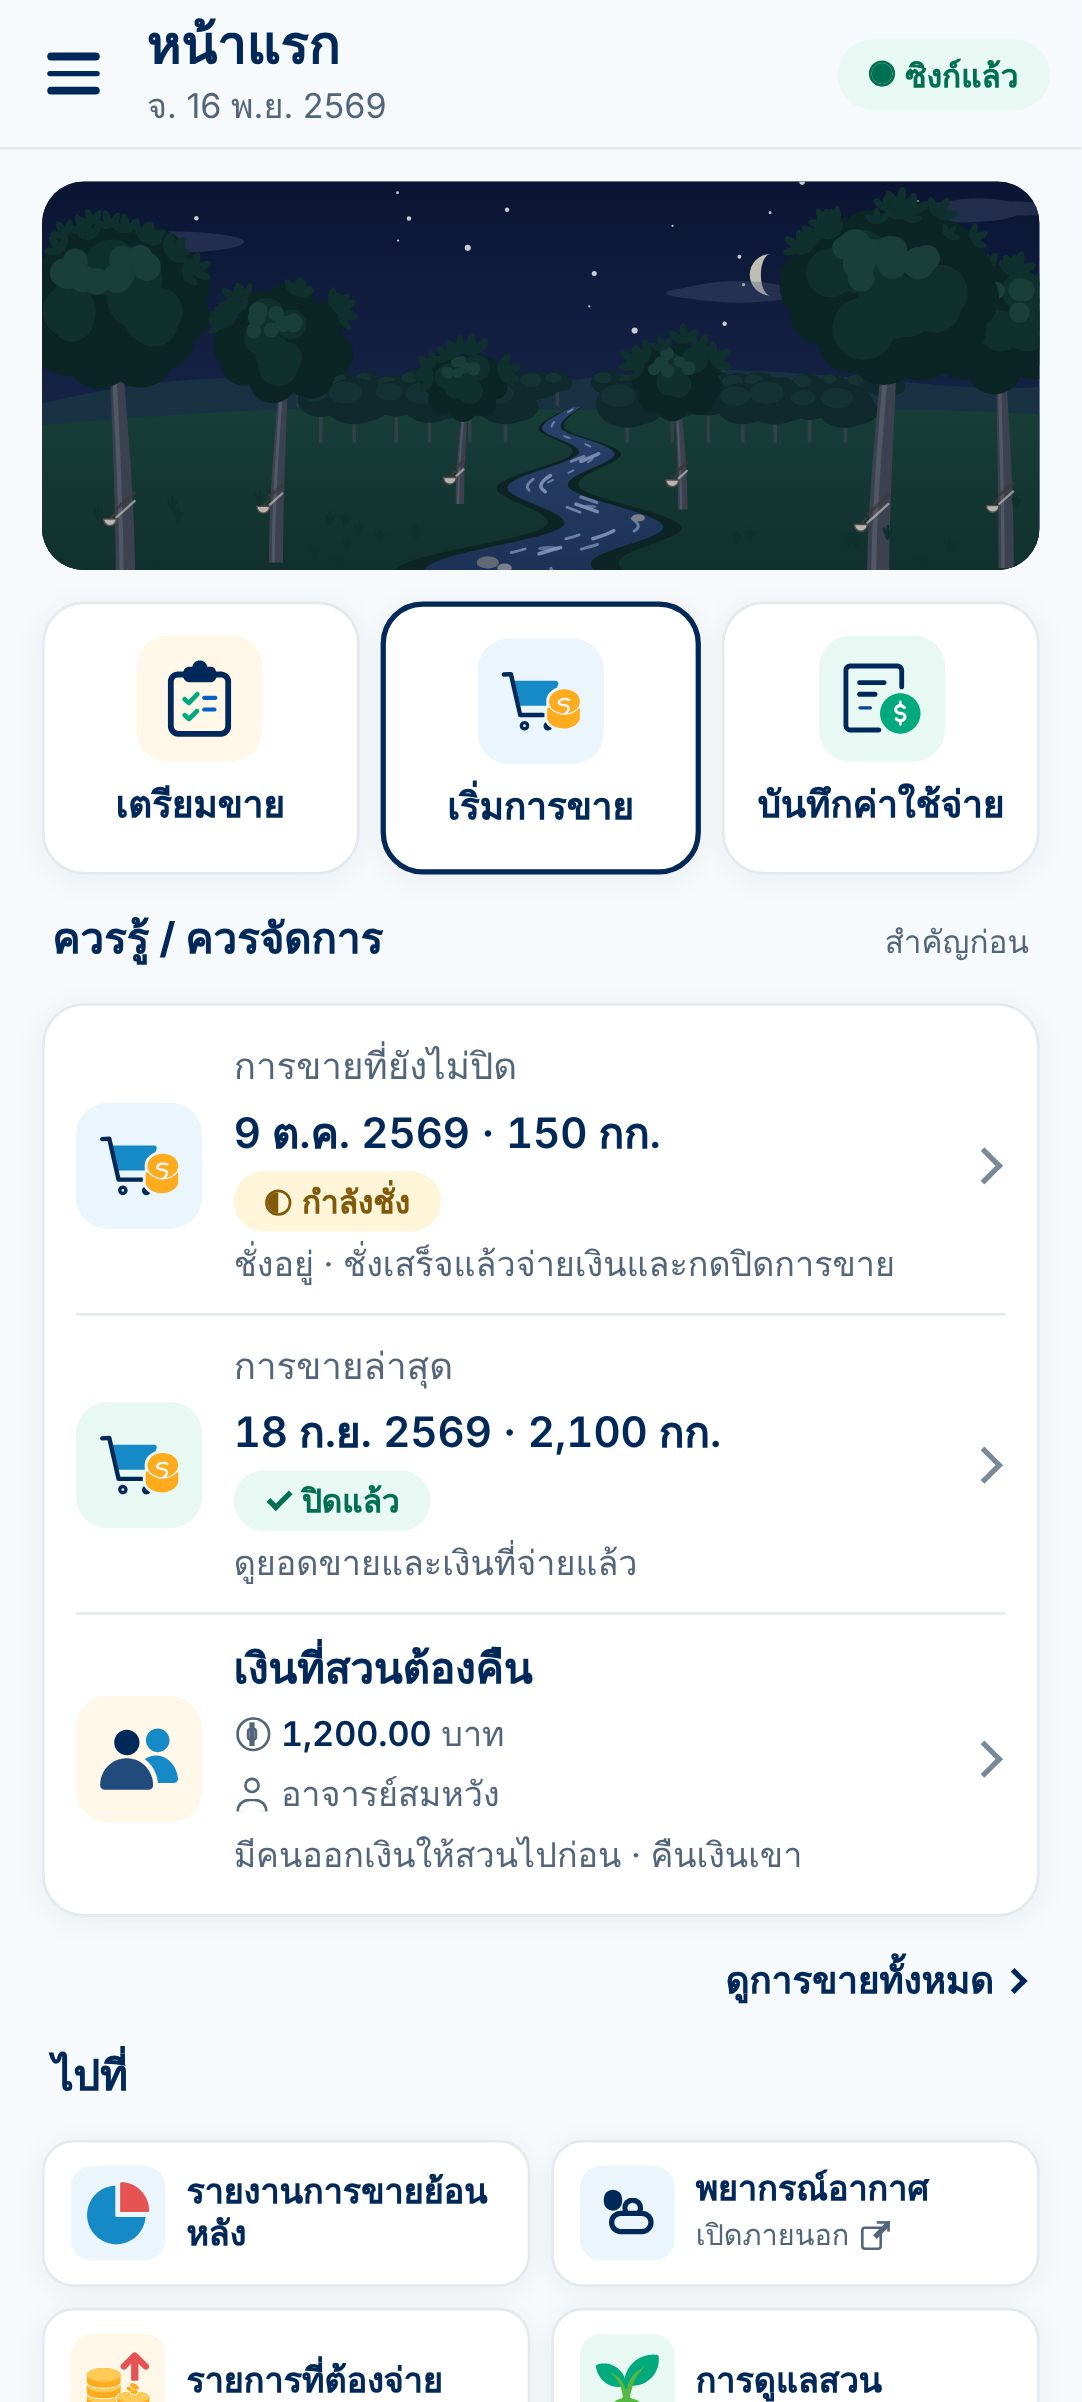 หน้าแรก
จ. 16 พ.ย. 2569
ซิงก์แล้ว
เตรียมขาย
เริ่มการขาย
บันทึกค่าใช้จ่าย
ควรรู้ / ควรจัดการ
สำคัญก่อน
การขายที่ยังไม่ปิด
9 ต.ค. 2569 · 150 กก.
กำลังชั่ง
ชั่งอยู่ · ชั่งเสร็จแล้วจ่ายเงินและกดปิดการขาย
การขายล่าสุด
18 ก.ย. 2569 · 2,100 กก.
ปิดแล้ว
ดูยอดขายและเงินที่จ่ายแล้ว
เงินที่สวนต้องคืน
1,200.00 บาท
อาจารย์สมหวัง
มีคนออกเงินให้สวนไปก่อน · คืนเงินเขา
ดูการขายทั้งหมด
ไปที่
รายงานการขายย้อน
หลัง
พยากรณ์อากาศ
เปิดภายนอก
รายการที่ต้องจ่าย
การดูแลสวน